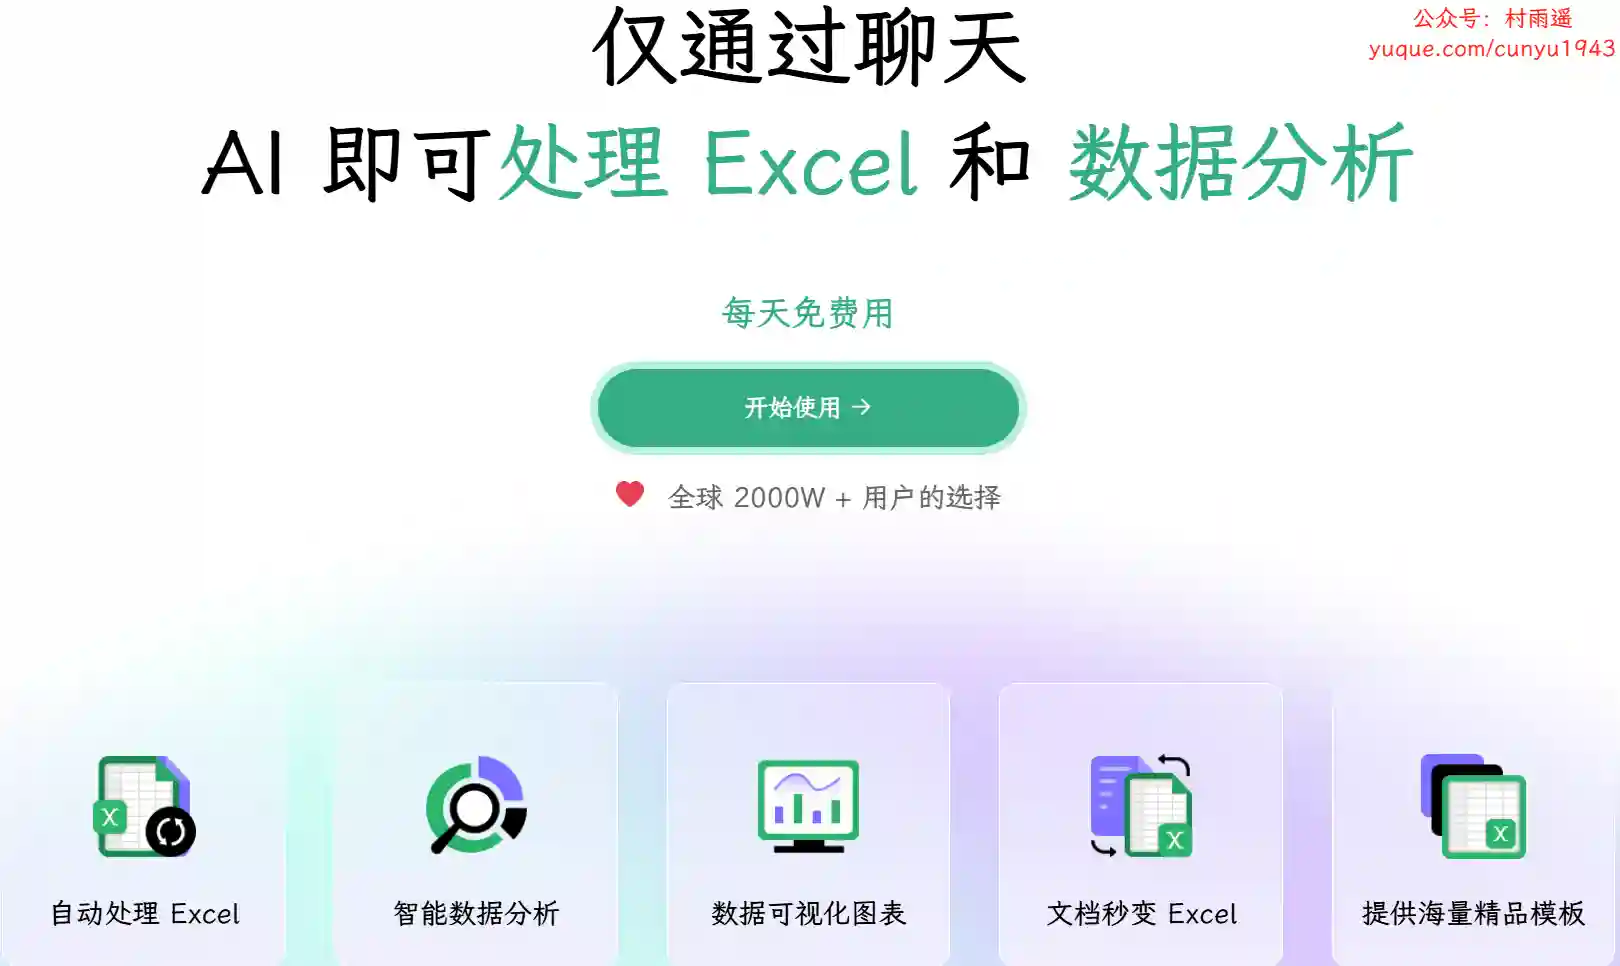 仅通过聊天
公众号：村雨遥
yuque.com/cunyu1943
AI 即可处理 Excel 和 数据分析
每天免费用
开始使用 →
全球 2000W + 用户的选择
X
X
X
自动处理 Excel
智能数据分析
数据可视化图表
文档秒变 Excel
提供海量精品模板